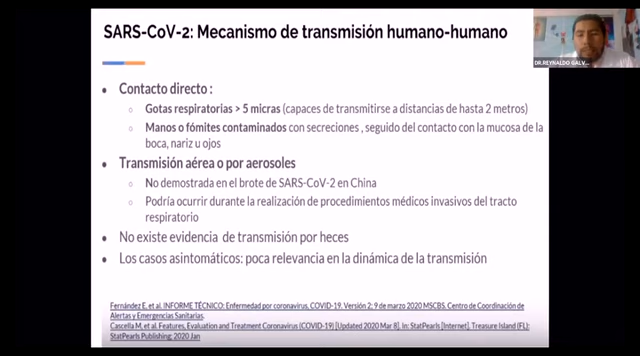 SARS-CoV-2: Mecanismo de transmisión humano-humano
DR.REYNALDO GALV...
● Contacto directo :
○ Gotas respiratorias > 5 micras (capaces de transmitirse a distancias de hasta 2 metros)
○ Manos o fómites contaminados con secreciones , seguido del contacto con la mucosa de la
boca, nariz u ojos
● Transmisión aérea o por aerosoles
○ No demostrada en el brote de SARS-CoV-2 en China
○ Podría ocurrir durante la realización de procedimientos médicos invasivos del tracto
respiratorio
● No existe evidencia de transmisión por heces
● Los casos asintomáticos: poca relevancia en la dinámica de la transmisión
Fernández E, et al. INFORME TÉCNICO: Enfermedad por coronavirus, COVID-19. Versión 2; 9 de marzo 2020 MSCBS. Centro de Coordinación de
Alertas y Emergencias Sanitarias.
Cascella M, et al. Features, Evaluation and Treatment Coronavirus (COVID-19) [Updated 2020 Mar 8]. In: StatPearls [Internet]. Treasure Island (FL):
StatPearls Publishing; 2020 Jan